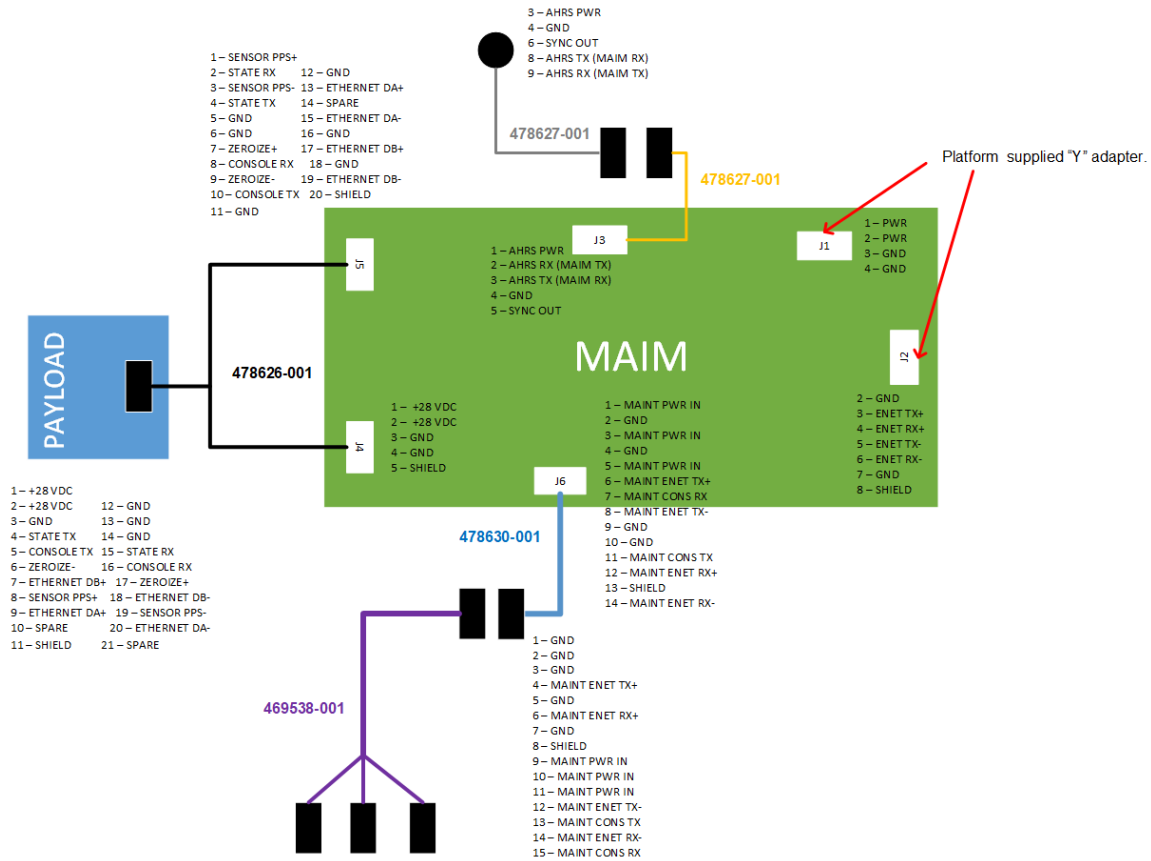 3 – AHRS PWR
4 – GND
6 – SYNC OUT
8 – AHRS TX (MAIM RX)
9 – AHRS RX (MAIM TX)
1 – SENSOR PPS+
2 – STATE RX 12 – GND
3 – SENSOR PPS- 13 – ETHERNET DA+
4 – STATE TX 14 – SPARE
5 – GND 15 – ETHERNET DA-
6 – GND 16 – GND
7 – ZEROIZE+ 17 – ETHERNET DB+
8 – CONSOLE RX 18 – GND
9 – ZEROIZE- 19 – ETHERNET DB-
10 – CONSOLE TX 20 – SHIELD
11 – GND
478627-001
478627-001
Platform supplied "Y" adapter.
J3
1 – AHRS PWR
2 – AHRS RX (MAIM TX)
3 – AHRS TX (MAIM RX)
4 – GND
5 – SYNC OUT
J1
1 – PWR
2 – PWR
3 – GND
4 – GND
J5
MAIM
J2
2 – GND
3 – ENET TX+
4 – ENET RX+
5 – ENET TX-
6 – ENET RX-
7 – GND
8 – SHIELD
PAYLOAD
478626-001
J4
1 – +28 VDC
2 – +28 VDC
3 – GND
4 – GND
5 – SHIELD
J6
1 – MAINT PWR IN
2 – GND
3 – MAINT PWR IN
4 – GND
5 – MAINT PWR IN
6 – MAINT ENET TX+
7 – MAINT CONS RX
8 – MAINT ENET TX-
9 – GND
10 – GND
11 – MAINT CONS TX
12 – MAINT ENET RX+
13 – SHIELD
14 – MAINT ENET RX-
1 – +28 VDC
2 – +28 VDC 12 – GND
3 – GND 13 – GND
4 – STATE TX 14 – GND
5 – CONSOLE TX 15 – STATE RX
6 – ZEROIZE- 16 – CONSOLE RX
7 – ETHERNET DB+ 17 – ZEROIZE+
8 – SENSOR PPS+ 18 – ETHERNET DB-
9 – ETHERNET DA+ 19 – SENSOR PPS-
10 – SPARE 20 – ETHERNET DA-
11 – SHIELD 21 – SPARE
478630-001
1 – GND
2 – GND
3 – GND
4 – MAINT ENET TX+
5 – GND
6 – MAINT ENET RX+
7 – GND
8 – SHIELD
9 – MAINT PWR IN
10 – MAINT PWR IN
11 – MAINT PWR IN
12 – MAINT ENET TX-
13 – MAINT CONS TX
14 – MAINT ENET RX-
15 – MAINT CONS RX
469538-001